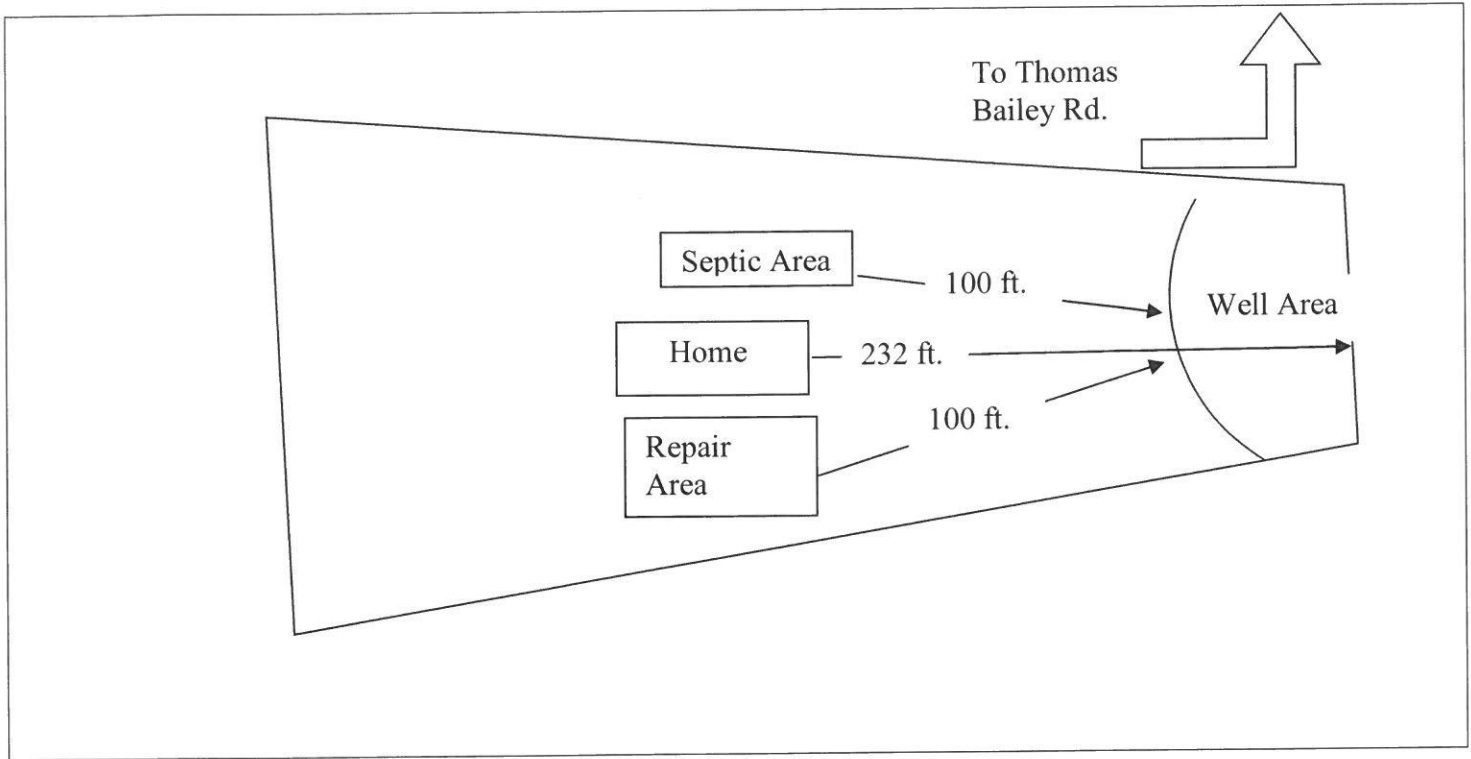 To Thomas
Bailey Rd.
Septic Area
100 ft.
Well Area
Home
232 ft.
100 ft.
Repair
Area